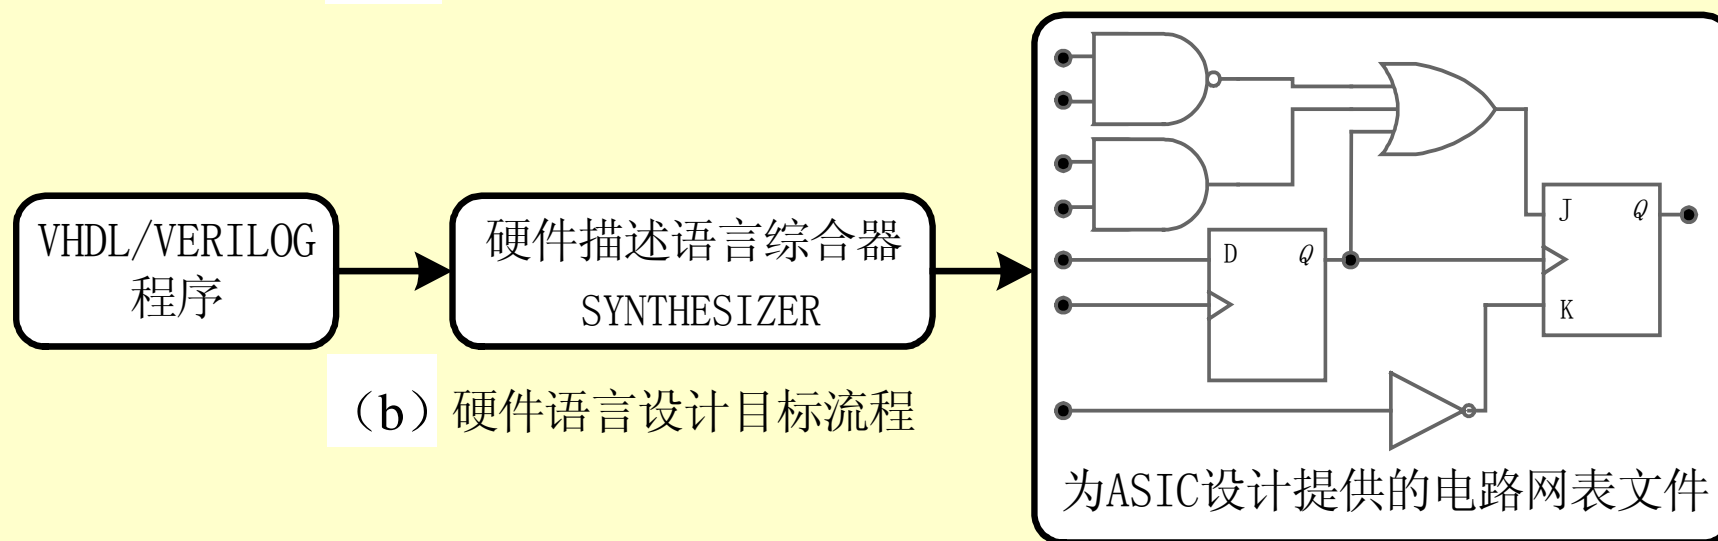 VHDL/VERILOG
程序
硬件描述语言综合器
SYNTHESIZER
D
Q
J
Q
K
为ASIC设计提供的电路网表文件
（b）硬件语言设计目标流程